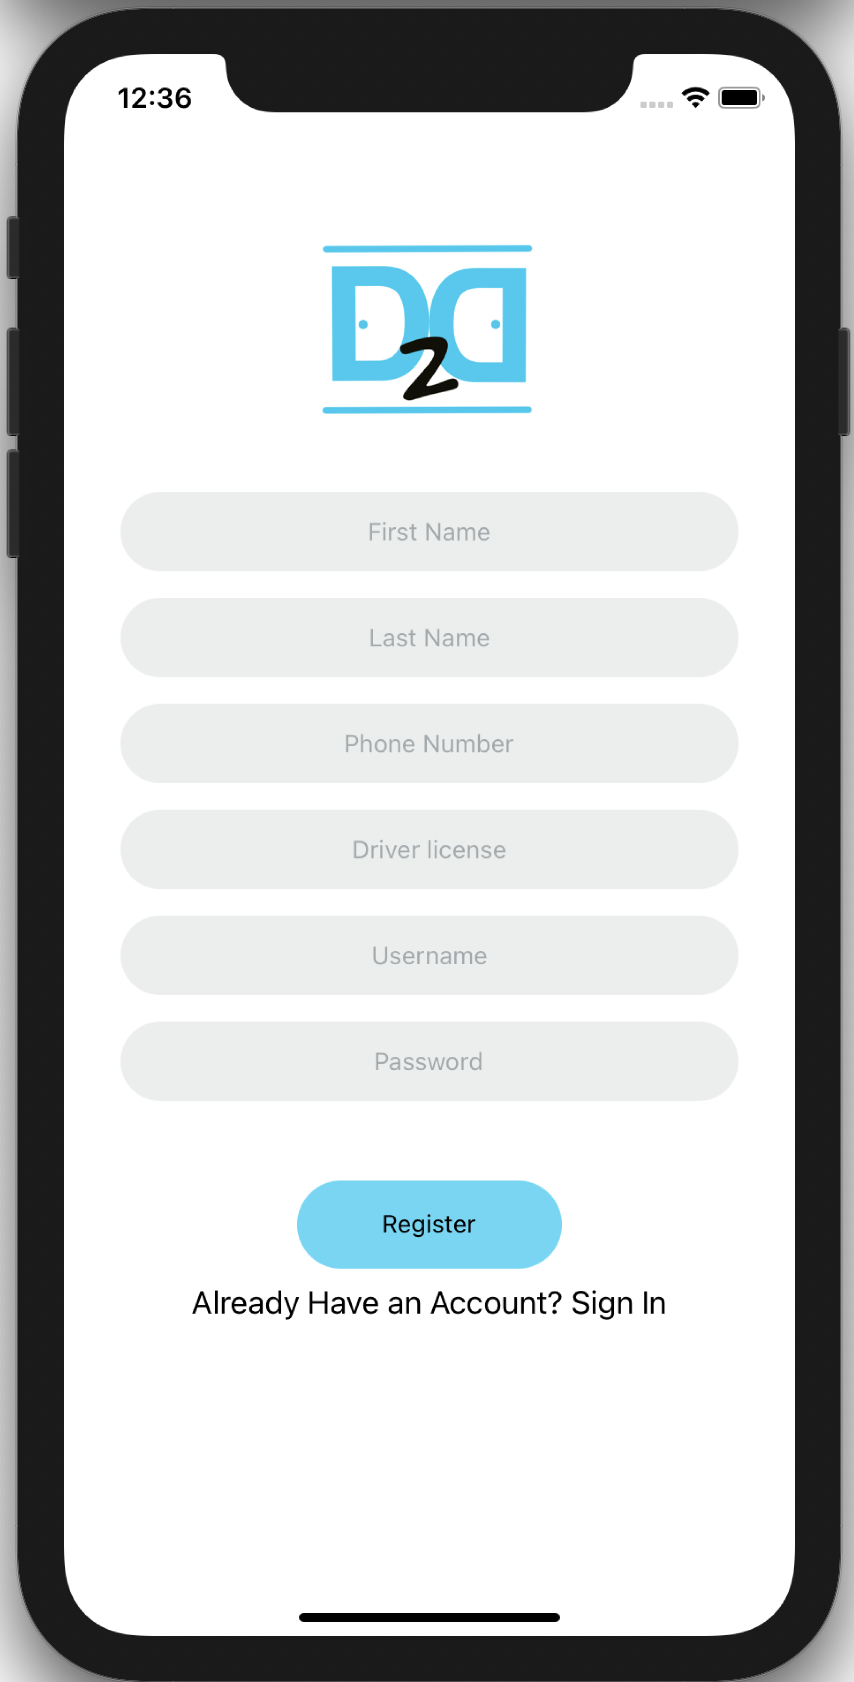 12:36
D2D
First Name
Last Name
Phone Number
Driver license
Username
Password
Register
Already Have an Account? Sign In